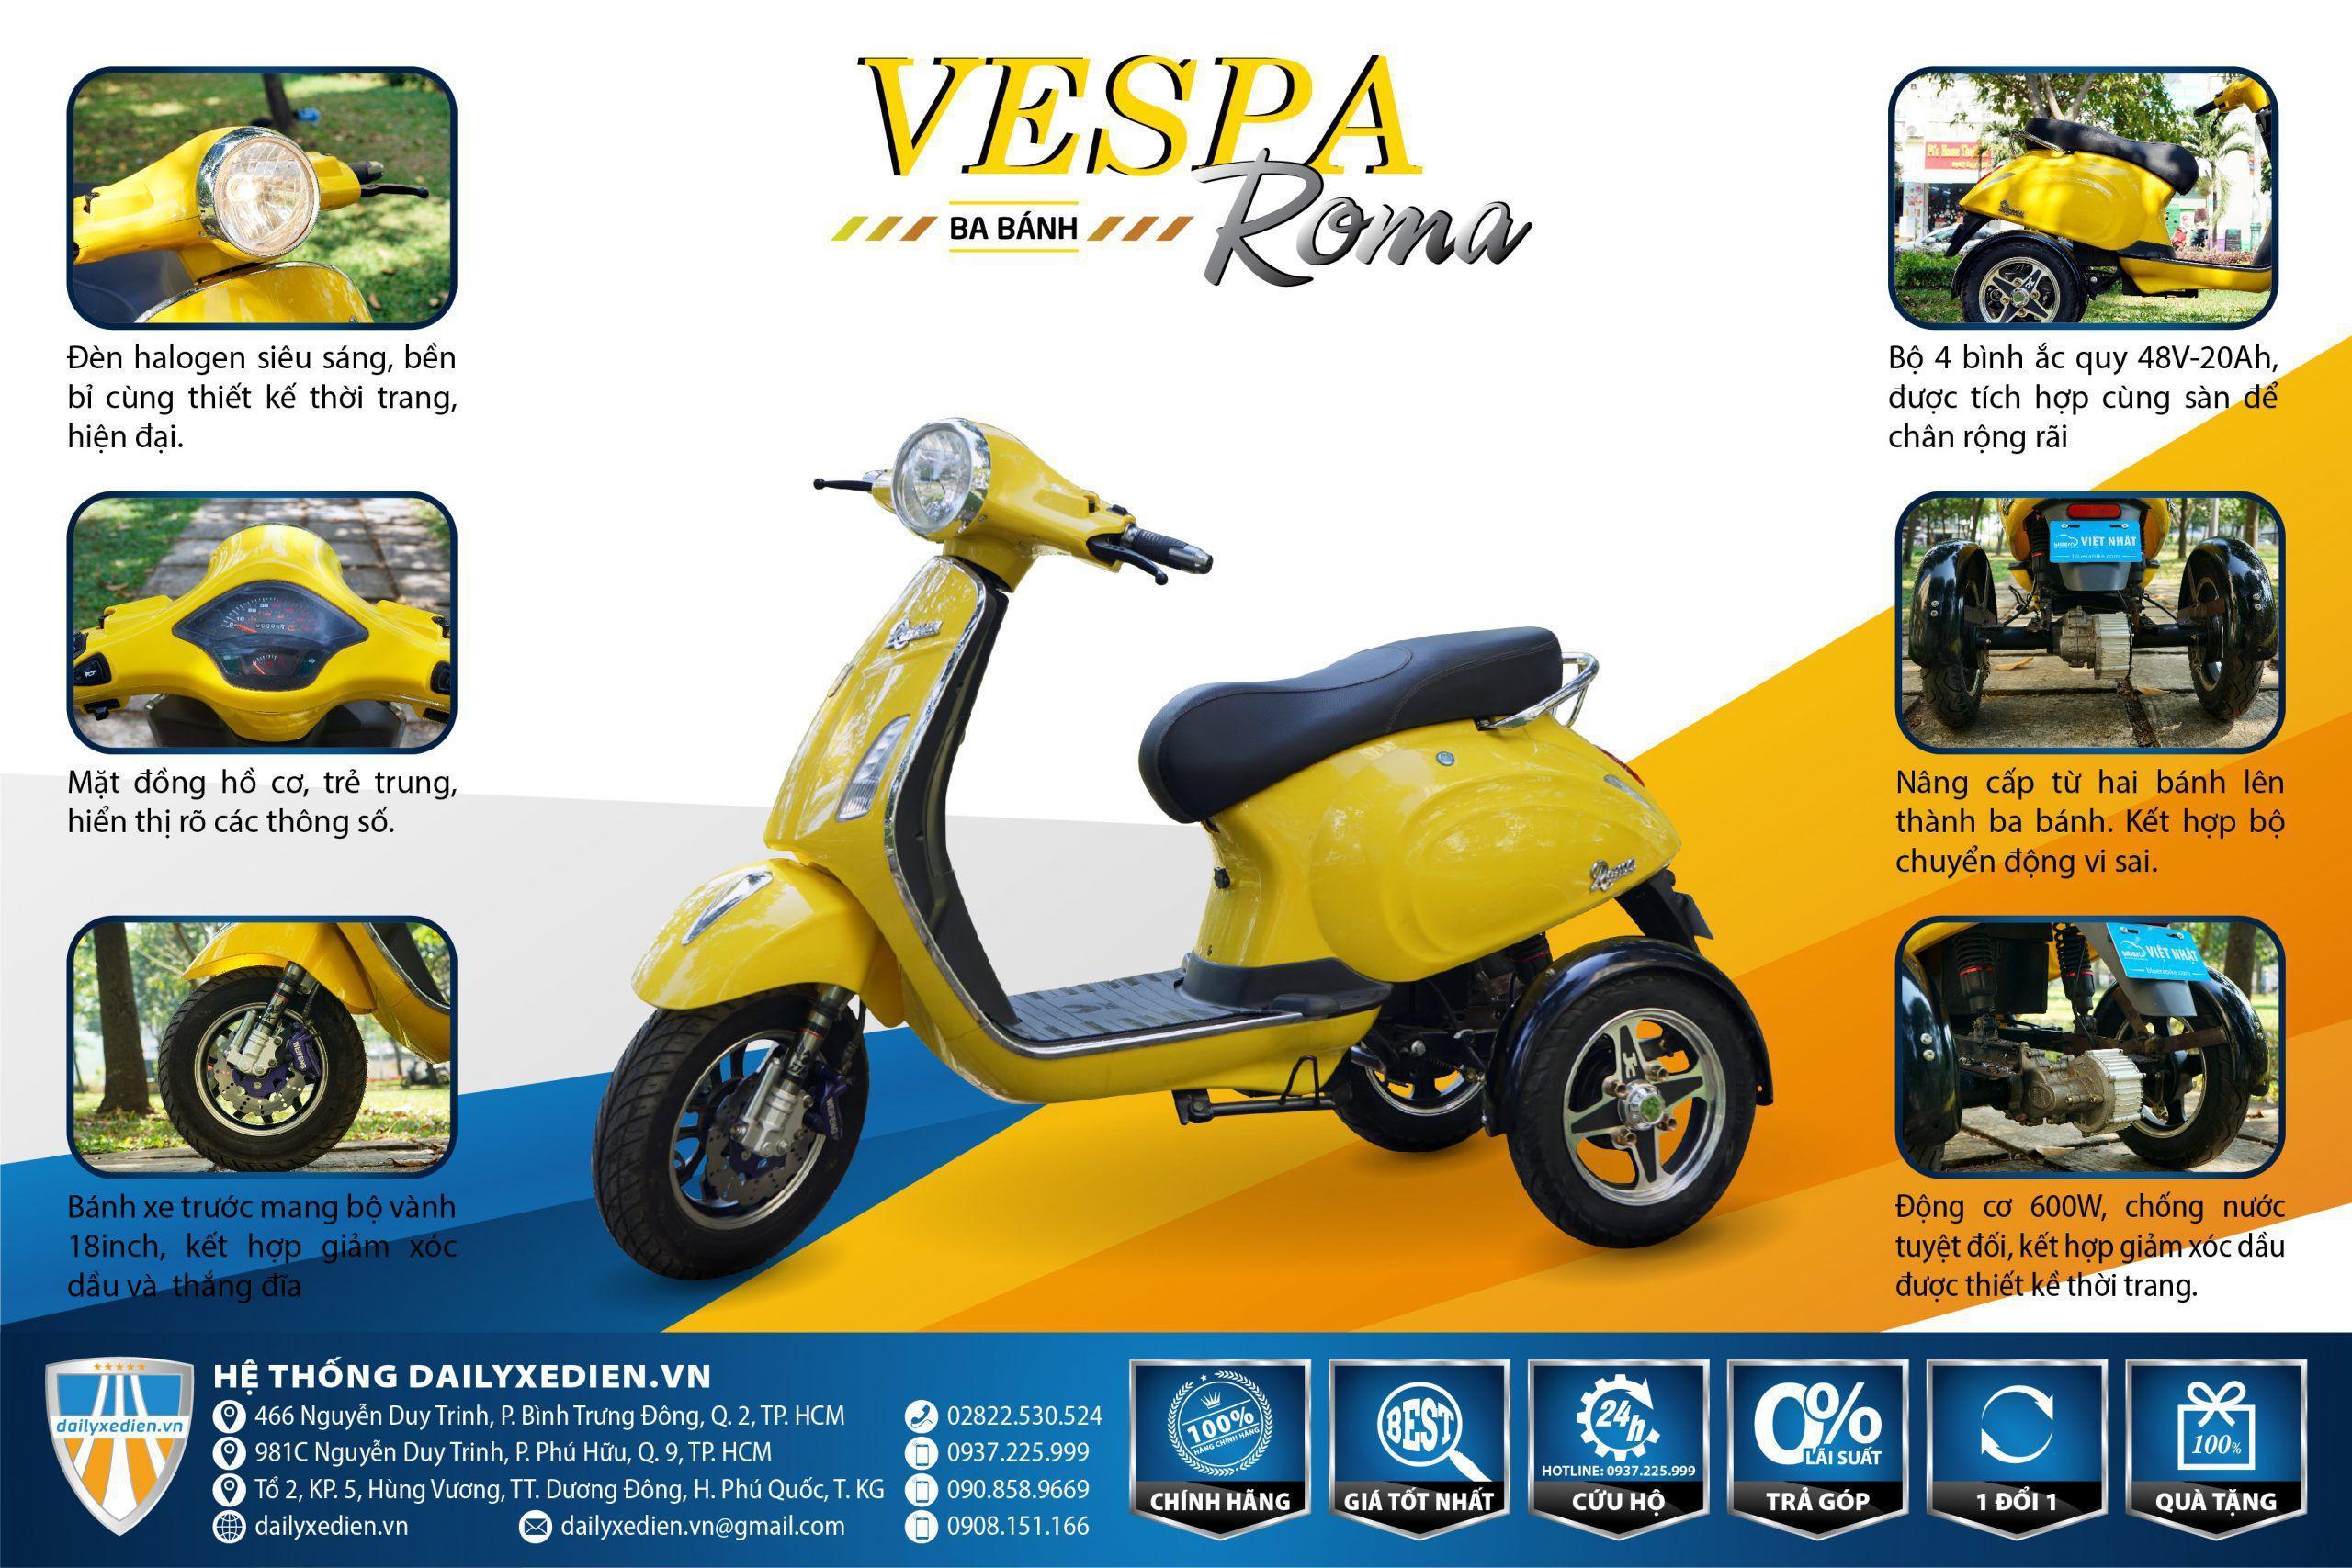 VESPA
BA BÁNH
Roma
Đèn halogen siêu sáng, bền
bỉ cùng thiết kế thời trang,
hiện đại.
Mặt đồng hồ cơ, trẻ trung,
hiển thị rõ các thông số.
BEIFENG
Bánh xe trước mang bộ vành
18inch, kết hợp giảm xóc
dầu và thắng đĩa
Roma
Roma
Bộ 4 bình ắc quy 48V-20Ah,
được tích hợp cùng sàn để
chân rộng rãi
VIỆT NHẬT
bluerabike.com
Nâng cấp từ hai bánh lên
thành ba bánh. Kết hợp bộ
chuyển động vi sai.
VIỆT NHẬT
bluerabike.com
Động cơ 600W, chống nước
tuyệt đối, kết hợp giảm xóc dầu
được thiết kề thời trang.
dailyxedien.vn
HỆ THỐNG DAILYXEDIEN.VN
466 Nguyễn Duy Trinh, P. Bình Trưng Đông, Q. 2, TP. HCM
981C Nguyễn Duy Trinh, P. Phú Hữu, Q. 9, TP. HCM
Tổ 2, KP. 5, Hùng Vương, TT. Dương Đông, H. Phú Quốc, T. KG
dailyxedien.vn
dailyxedien.vn@gmail.com
02822.530.524
0937.225.999
090.858.9669
0908.151.166
100%
HÀNG CHÍNH HÃNG
CHÍNH HÃNG
BEST
GIÁ TỐT NHẤT
24h
HOTLINE: 0937.225.999
CỨU HỘ
0%
LÃI SUẤT
TRẢ GÓP
1 ĐỔI 1
100%
QUÀ TẶNG